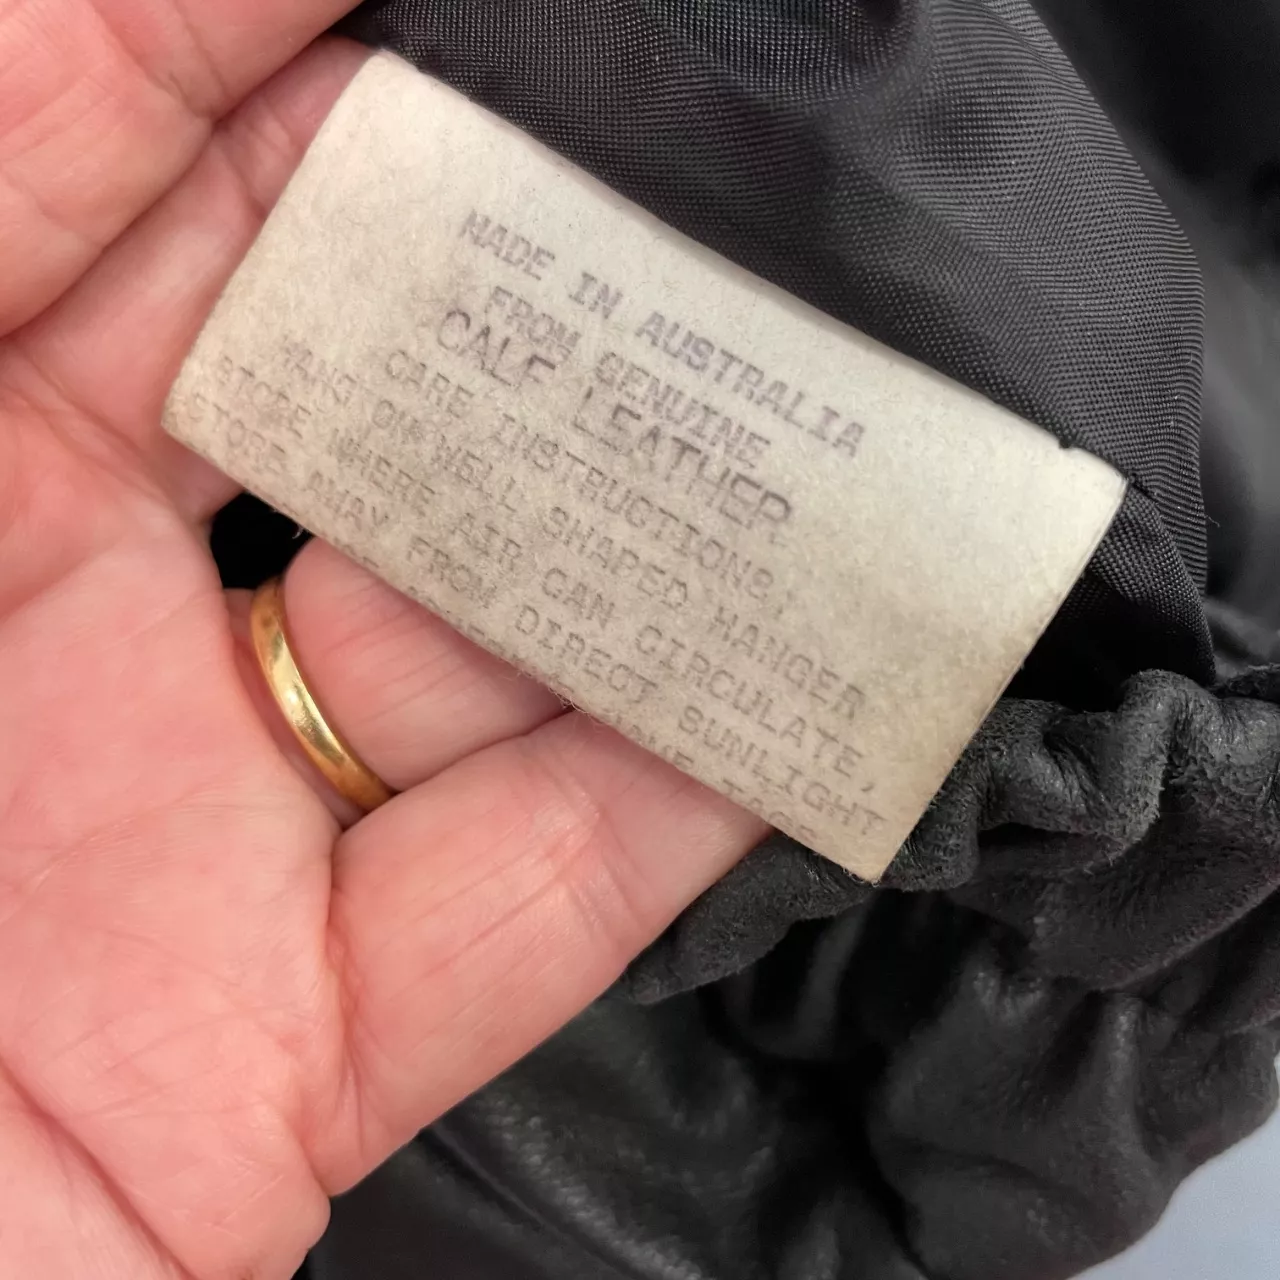 MADE IN AUSTRALIA
FROM GENUINE
CALF LEATHER
CARE INSTRUCTIONS,
HANG ON WELL SHAPED HANGER
STORE WHERE AIR CAN CIRCULATE,
STORE AWAY FROM DIRECT SUNLIGHT